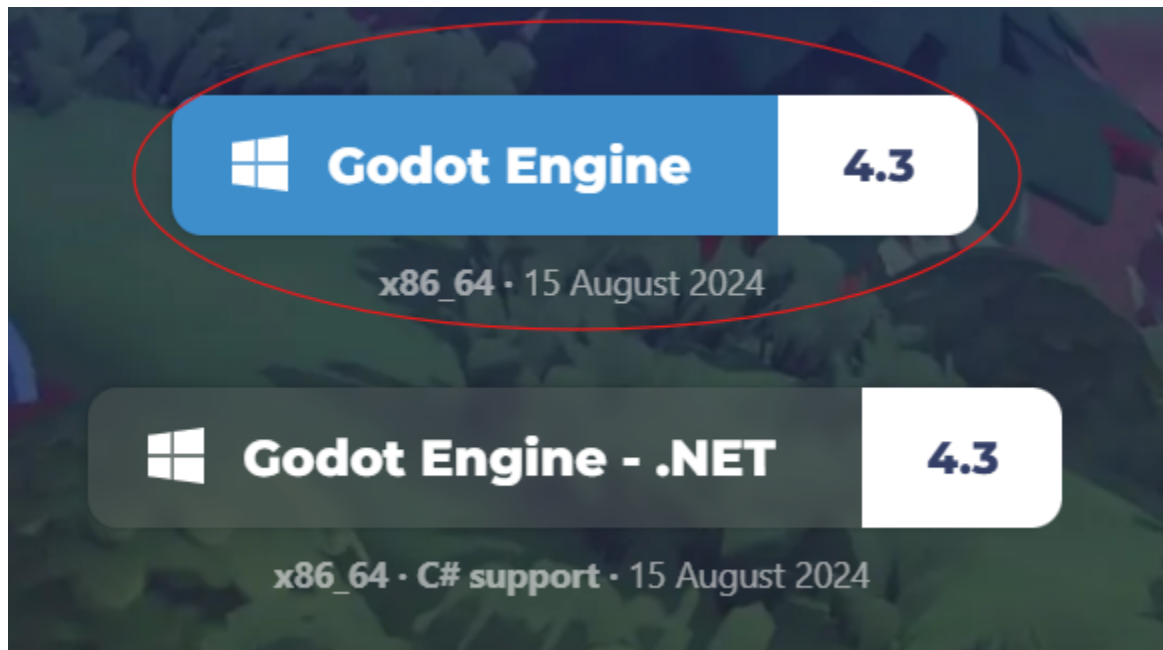 Godot Engine 4.3
x86_64 · 15 August 2024
Godot Engine - .NET 4.3
x86_64 · C# support · 15 August 2024